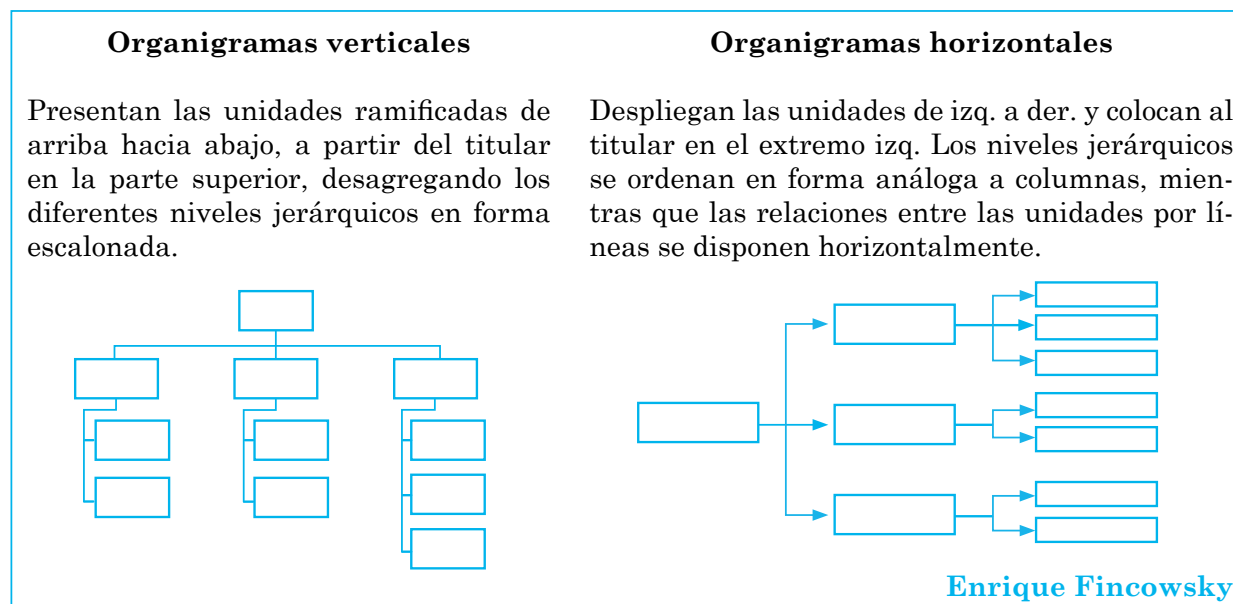 Organigramas verticales
Presentan las unidades ramificadas de
arriba hacia abajo, a partir del titular
en la parte superior, desagregando los
diferentes niveles jerárquicos en forma
escalonada.
Organigramas horizontales
Despliegan las unidades de izq. a der. y colocan al
titular en el extremo izq. Los niveles jerárquicos
se ordenan en forma análoga a columnas, mien-
tras que las relaciones entre las unidades por lí-
neas se disponen horizontalmente.
Enrique Fincowsky